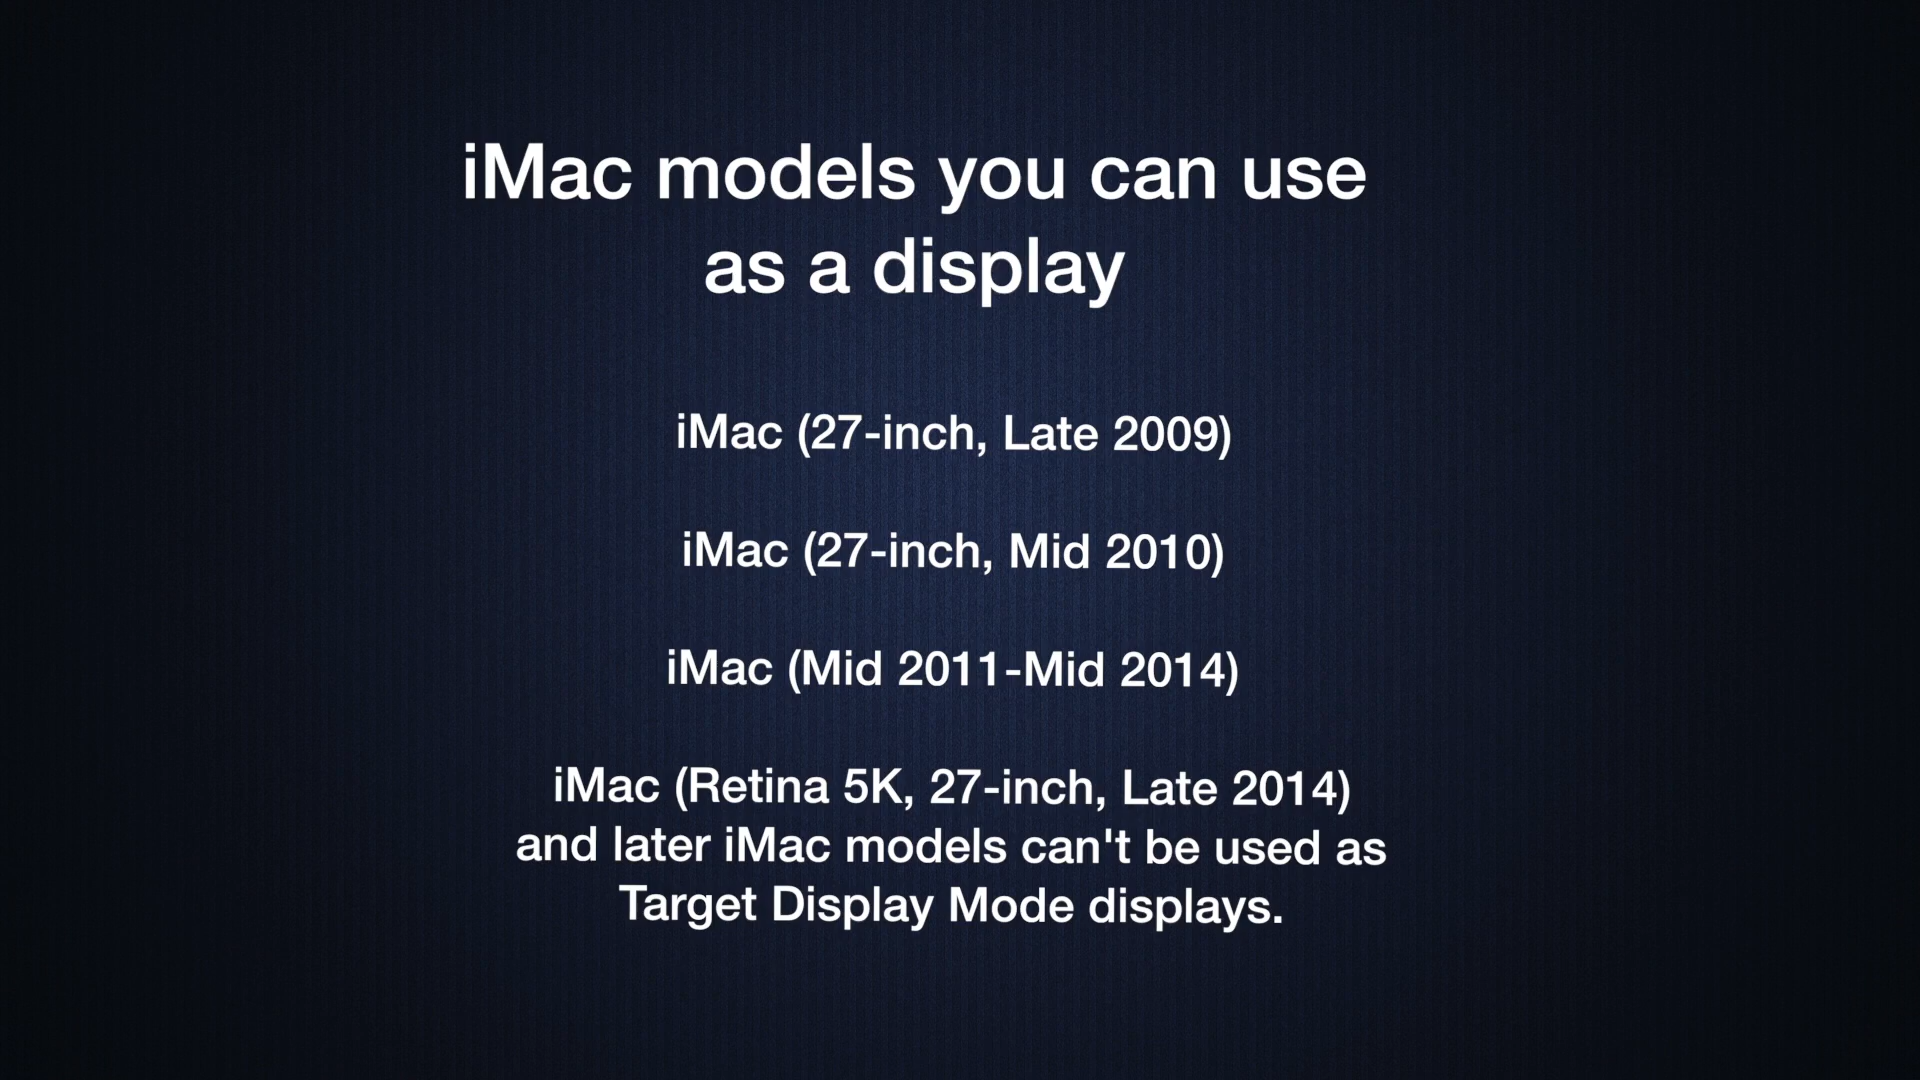 iMac models you can use
as a display
iMac (27-inch, Late 2009)
iMac (27-inch, Mid 2010)
iMac (Mid 2011-Mid 2014)
iMac (Retina 5K, 27-inch, Late 2014)
and later iMac models can't be used as
Target Display Mode displays.